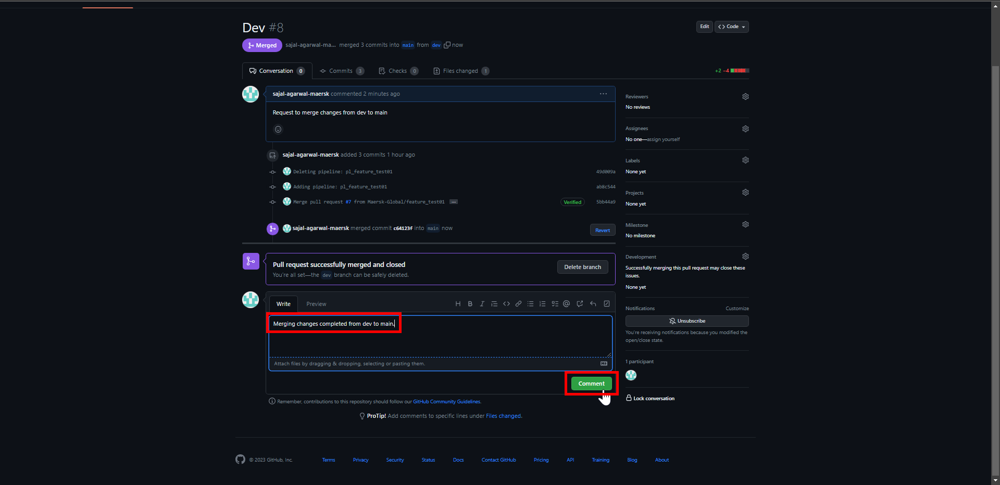 Dev #8
Edit
Code
Merged
sajal-agarwal-ma... merged 3 commits into main from dev now
Conversation 0
Commits 3
Checks 0
Files changed 1
+2 −4
sajal-agarwal-maersk commented 2 minutes ago
Request to merge changes from dev to main
sajal-agarwal-maersk added 3 commits 1 hour ago
Deleting pipeline: pl_feature_test01
49d009a
Adding pipeline: pl_feature_test01
ab8c544
Merge pull request #7 from Maersk-Global/feature_test01
Verified
5bb44a9
sajal-agarwal-maersk merged commit c64123f into main now
Revert
Pull request successfully merged and closed
You're all set—the dev branch can be safely deleted.
Delete branch
Write
Preview
Merging changes completed from dev to main.
Attach files by dragging & dropping, selecting or pasting them.
Comment
Remember, contributions to this repository should follow our GitHub Community Guidelines.
ProTip! Add comments to specific lines under Files changed.
Reviewers
No reviews
Assignees
No one—assign yourself
Labels
None yet
Projects
None yet
Milestone
No milestone
Development
Successfully merging this pull request may close these
issues.
None yet
Notifications
Customize
Unsubscribe
You're receiving notifications because you modified the
open/close state.
1 participant
Lock conversation
© 2023 GitHub, Inc.
Terms
Privacy
Security
Status
Docs
Contact GitHub
Pricing
API
Training
Blog
About